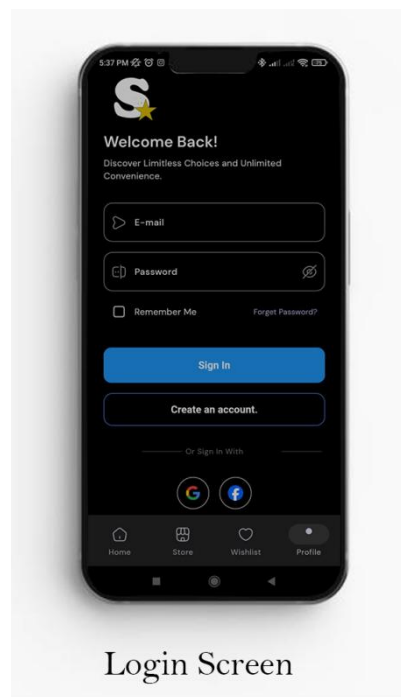 5:37 PM
S
Welcome Back!
Discover Limitless Choices and Unlimited
Convenience.
E-mail
Password
Remember Me Forget Password?
Sign In
Create an account.
Or Sign In With
G f
Home Store Wishlist Profile
Login Screen